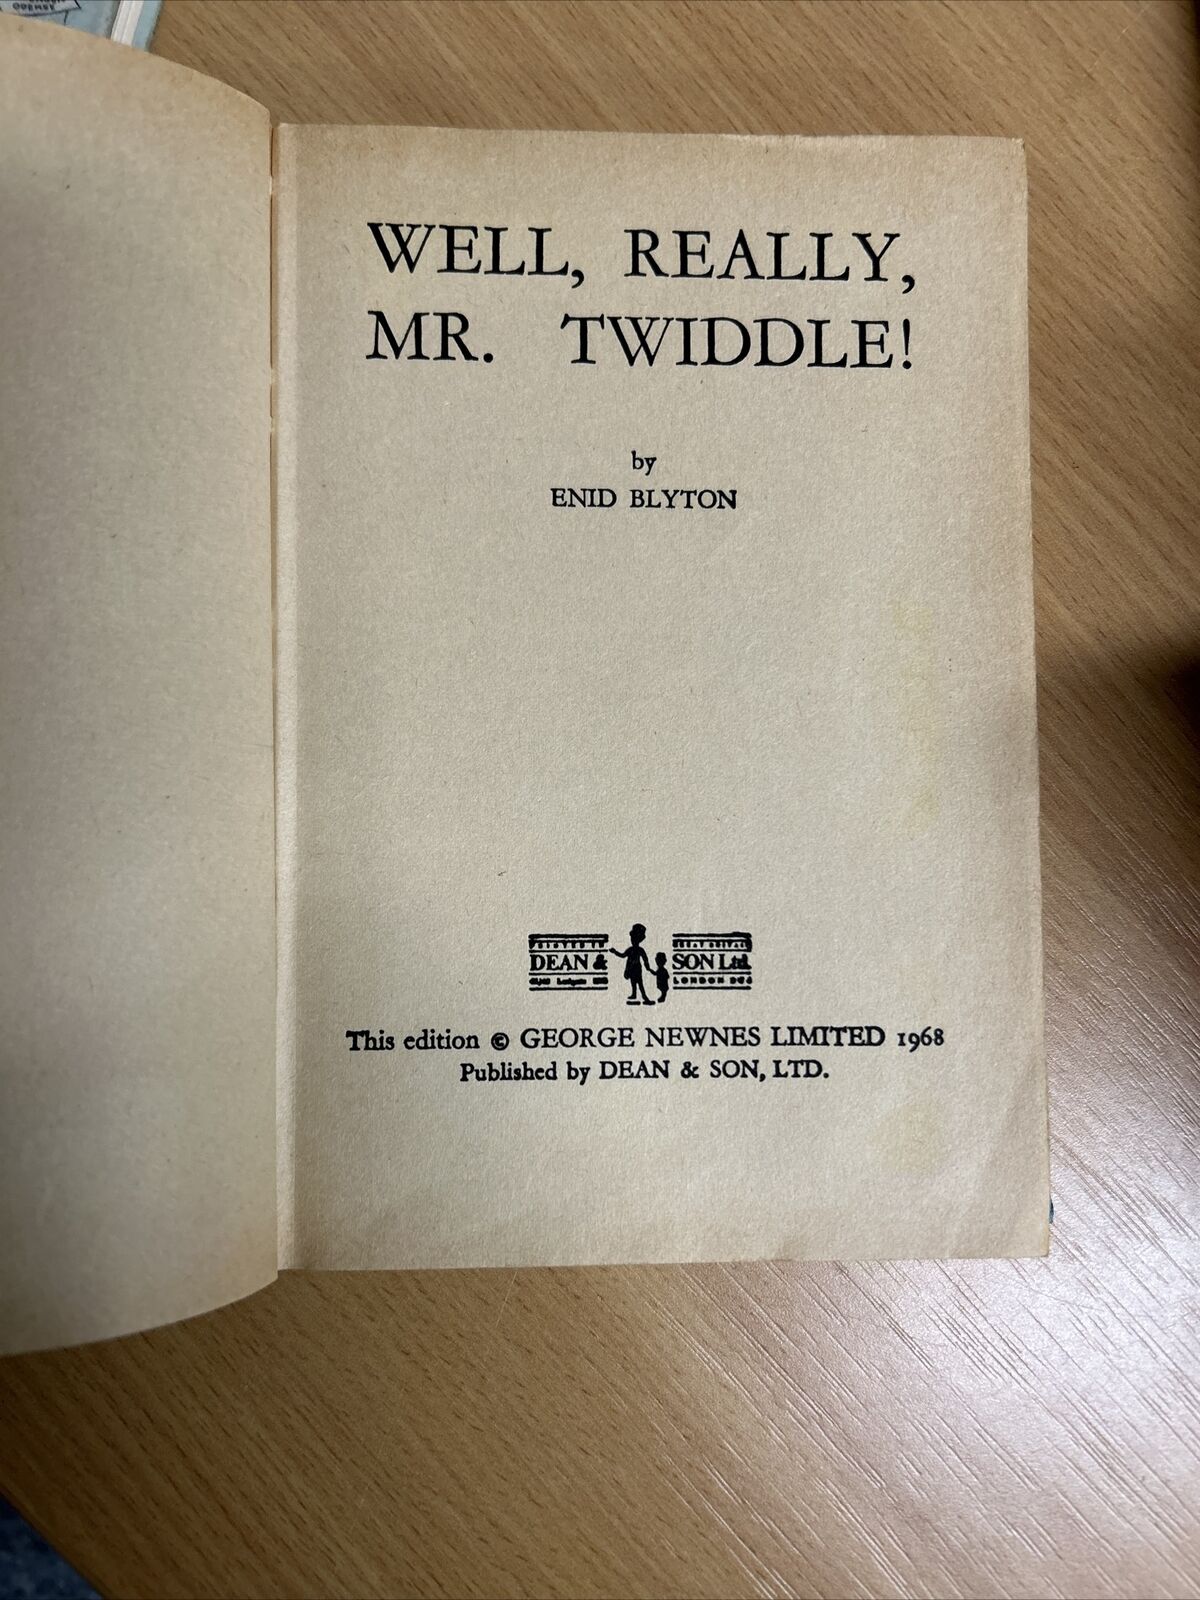 WELL, REALLY,
MR. TWIDDLE!
by
ENID BLYTON
DEAN & SON Ltd.
This edition © GEORGE NEWNES LIMITED 1968
Published by DEAN & SON, LTD.